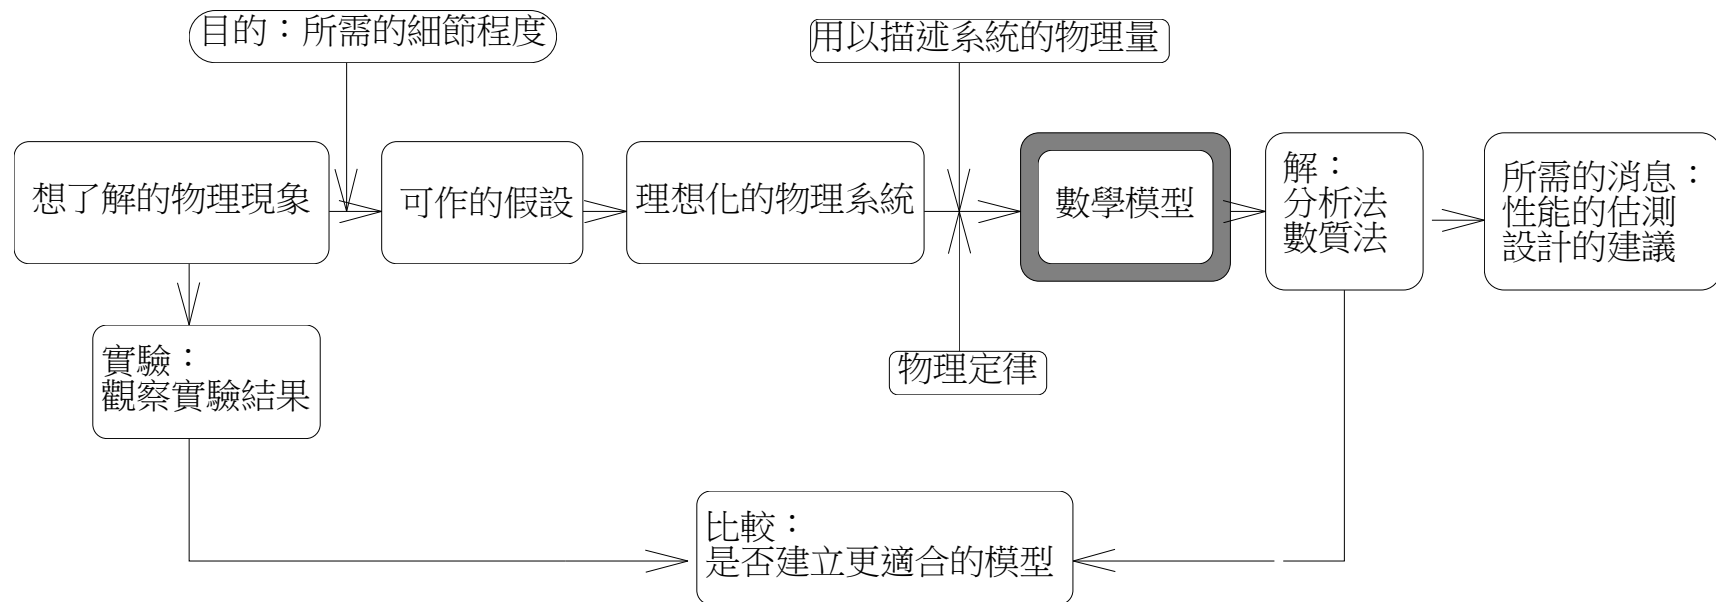 目的：所需的細節程度
用以描述系統的物理量
想了解的物理現象
可作的假設
理想化的物理系統
數學模型
解：
分析法
數質法
所需的消息：
性能的估測
設計的建議
實驗：
觀察實驗結果
物理定律
比較：
是否建立更適合的模型